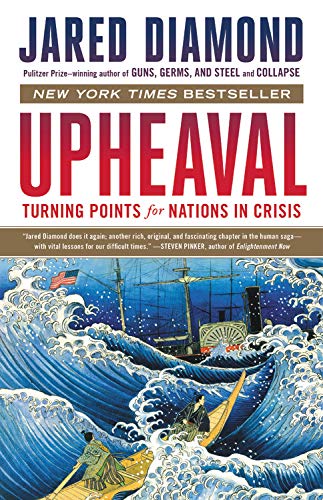 JARED DIAMOND
Pulitzer Prize–winning author of GUNS, GERMS, AND STEEL and COLLAPSE
NEW YORK TIMES BESTSELLER
UPHEAVAL
TURNING POINTS for NATIONS IN CRISIS
"Jared Diamond does it again; another rich, original, and fascinating chapter in the human saga—
with vital lessons for our difficult times." —STEVEN PINKER, author of Enlightenment Now